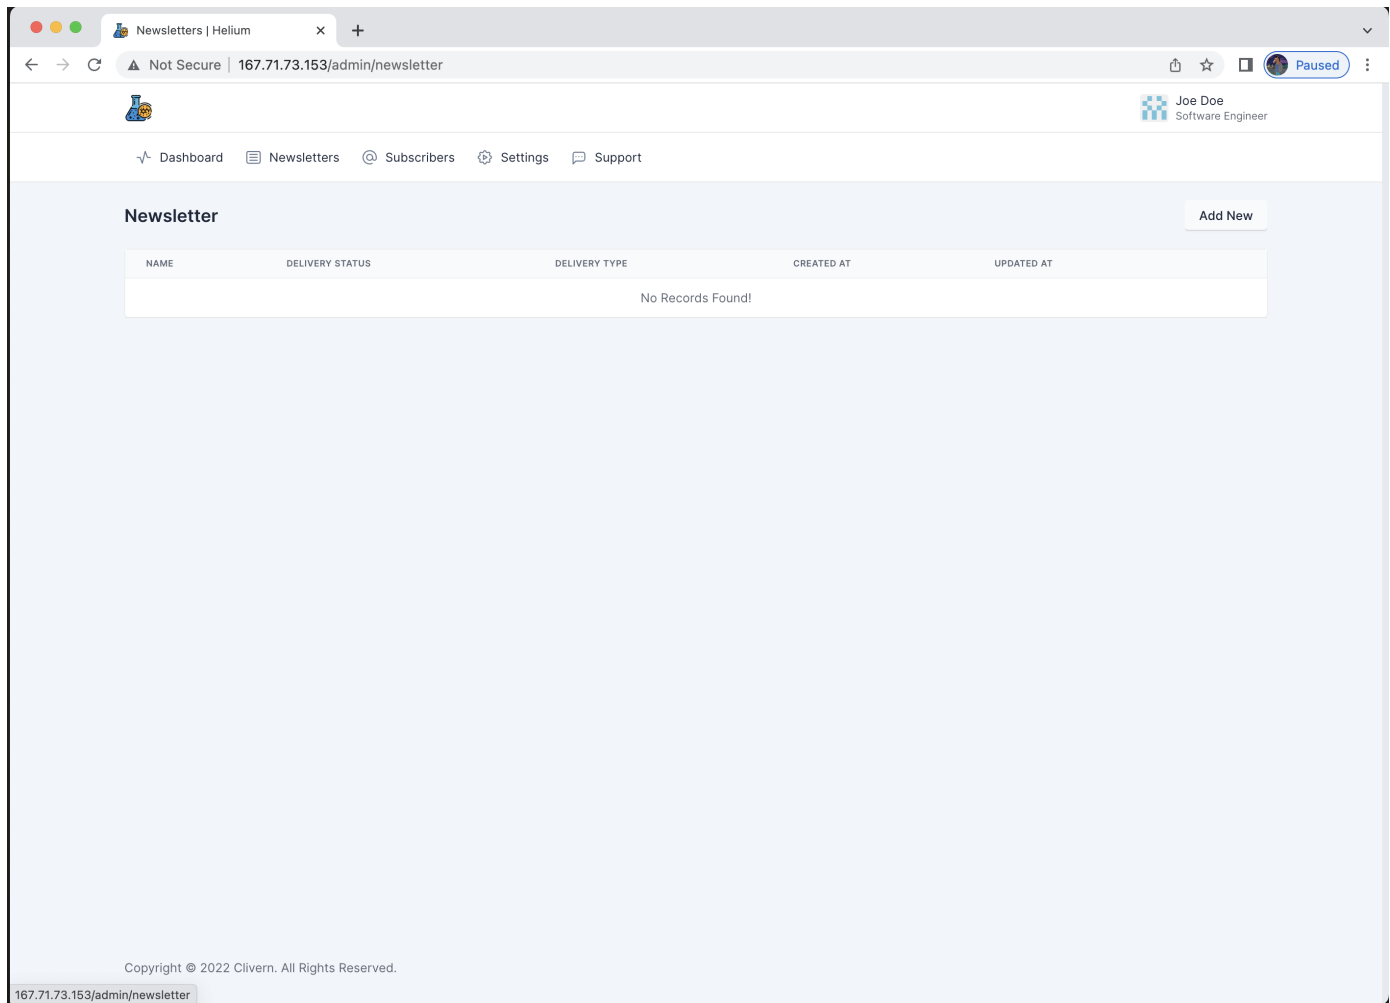 Newsletters | Helium
Not Secure | 167.71.73.153/admin/newsletter
Paused
Joe Doe
Software Engineer
Dashboard Newsletters Subscribers Settings Support
Newsletter
Add New
NAME DELIVERY STATUS DELIVERY TYPE CREATED AT UPDATED AT
No Records Found!
Copyright © 2022 Clivern. All Rights Reserved.
167.71.73.153/admin/newsletter